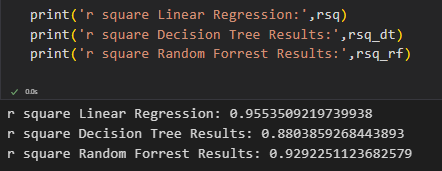 print('r square Linear Regression:',rsq)
print('r square Decision Tree Results:',rsq_dt)
print('r square Random Forrest Results:',rsq_rf)
0.0s
r square Linear Regression: 0.9553509219739938
r square Decision Tree Results: 0.8803859268443893
r square Random Forrest Results: 0.9292251123682579